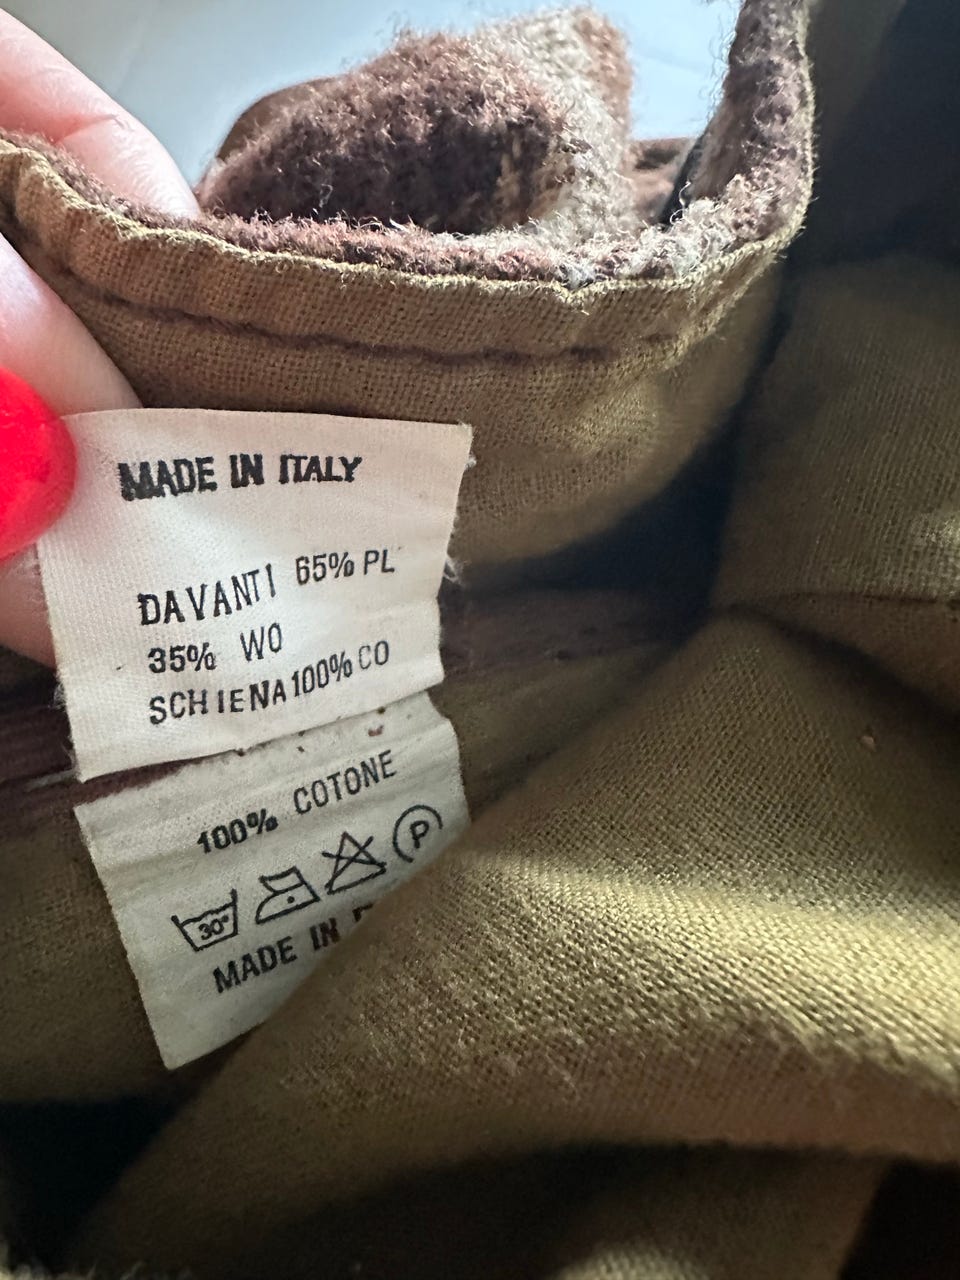 MADE IN ITALY
DAVANTI 65% PL
35% WO
SCHIENA 100% CO
100% COTONE
30° P
MADE IN